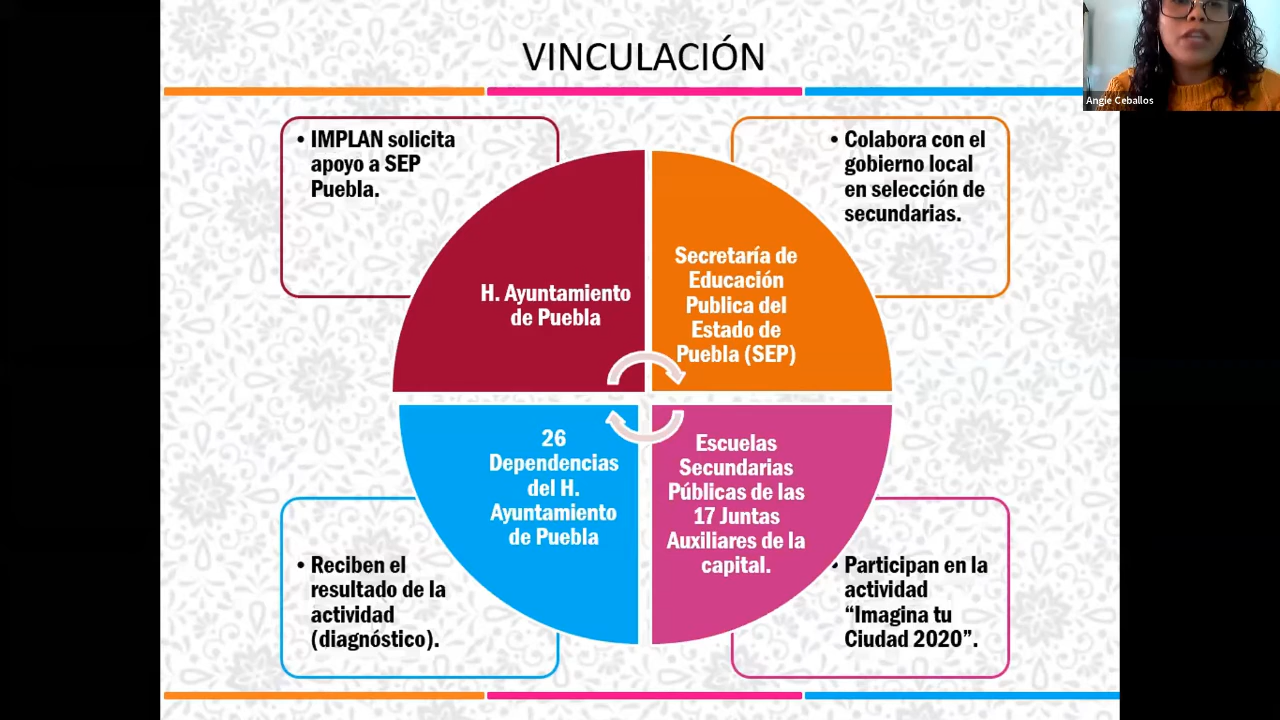 VINCULACIÓN
Angie Ceballos
• IMPLAN solicita
apoyo a SEP
Puebla.
• Colabora con el
gobierno local
en selección de
secundarias.
H. Ayuntamiento
de Puebla
Secretaría de
Educación
Publica del
Estado de
Puebla (SEP)
26
Dependencias
del H.
Ayuntamiento
de Puebla
Escuelas
Secundarias
Públicas de las
17 Juntas
Auxiliares de la
capital.
• Reciben el
resultado de la
actividad
(diagnóstico).
• Participan en la
actividad
“Imagina tu
Ciudad 2020”.